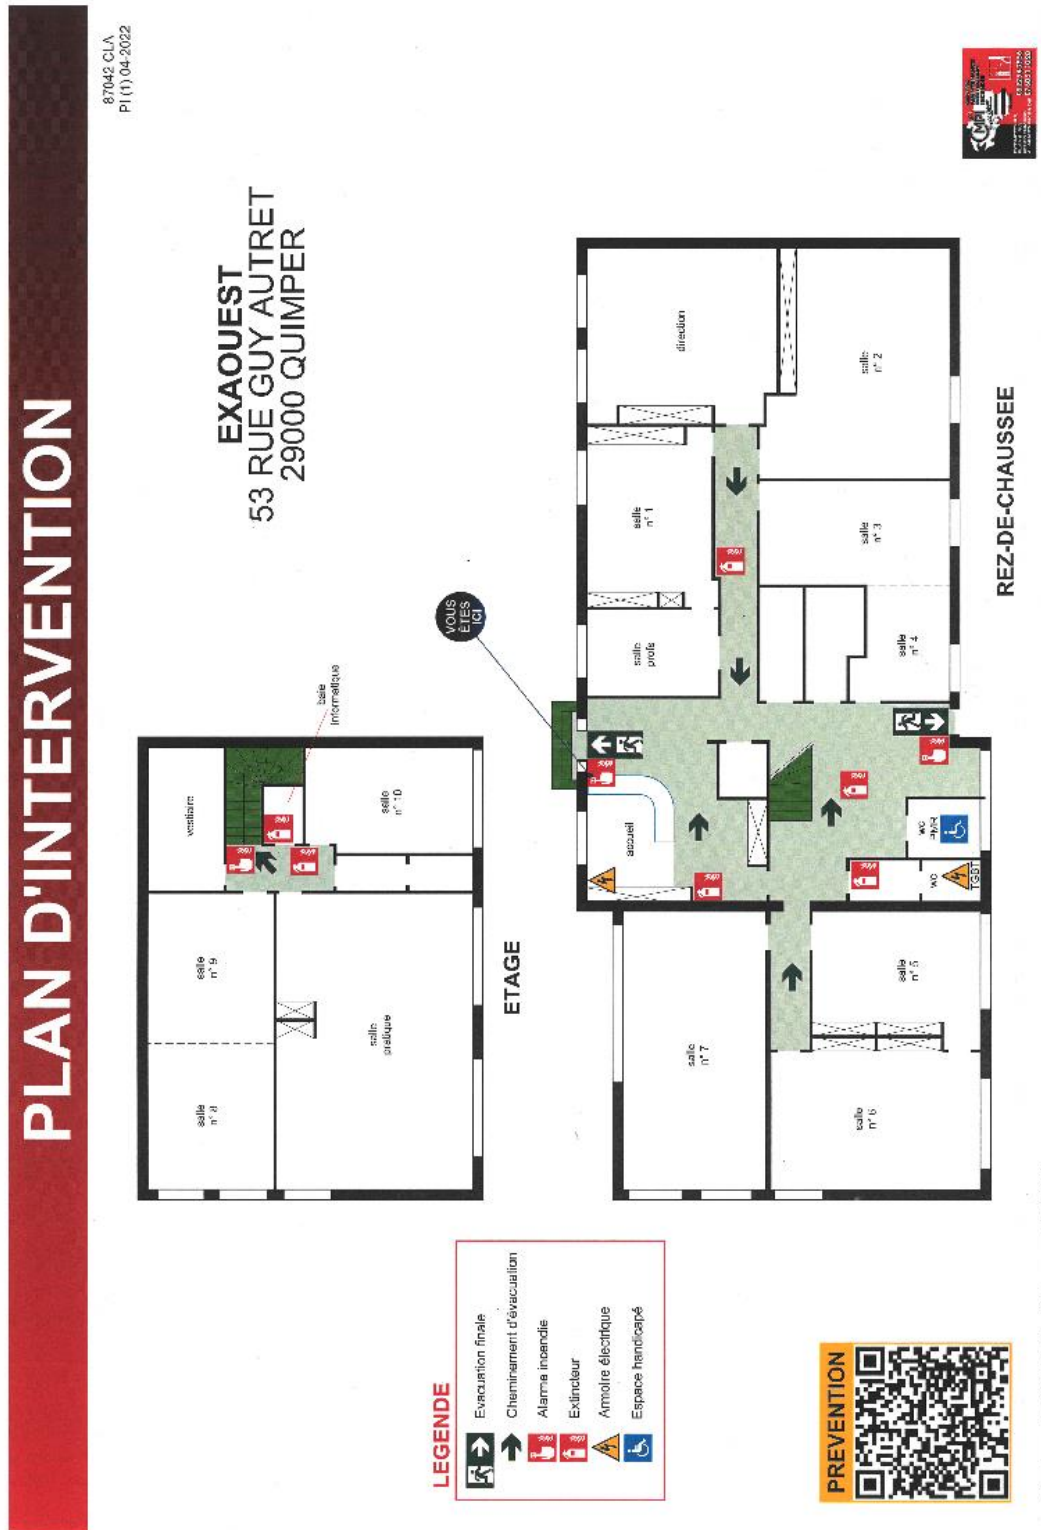 PLAN D'INTERVENTION
87042 CLA
PI (1) 04-2022
EXAOUEST
53 RUE GUY AUTRET
29000 QUIMPER
vestiaire
baie
informatique
salle
n° 10
salle
n° 9
salle
n° 8
salle
pratique
ETAGE
VOUS
ÊTES
ICI
direction
salle
n° 1
salle
profs
salle
n° 2
salle
n° 3
salle
n° 4
accueil
wc
PMR
wc
TGBT
salle
n° 5
salle
n° 7
salle
n° 6
REZ-DE-CHAUSSEE
LEGENDE
Evacuation finale
Cheminement d'évacuation
Alarme incendie
Extincteur
Armoire électrique
Espace handicapé
PREVENTION
MPI